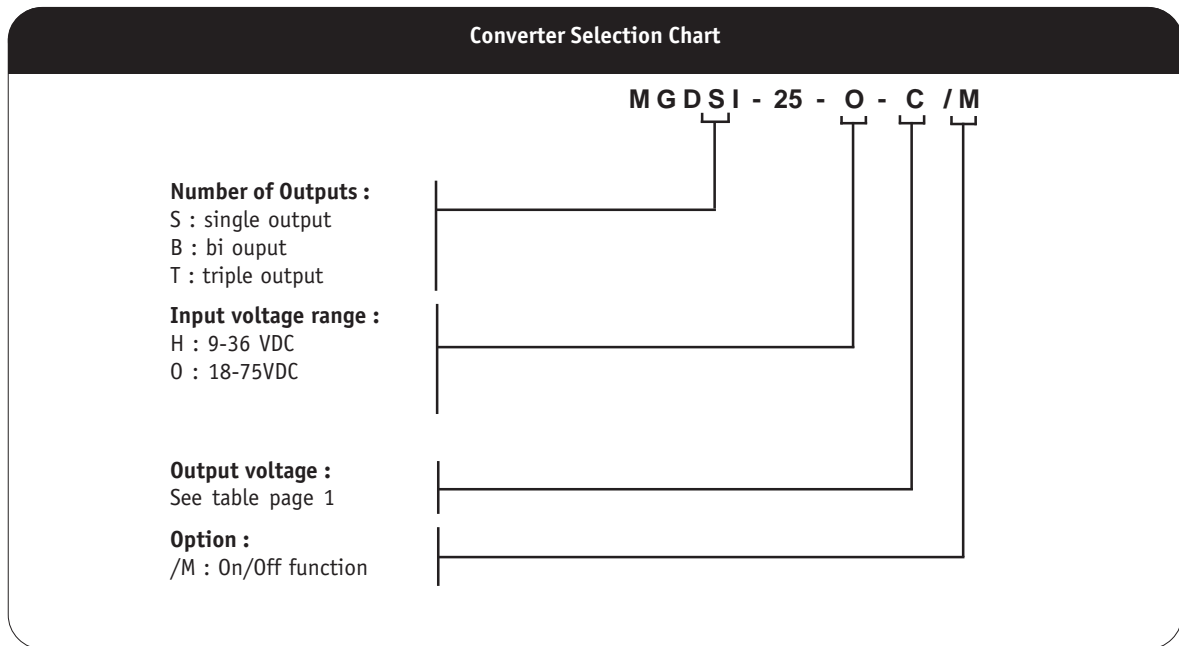 Converter Selection Chart
MGDSI - 25 - O - C /M
Number of Outputs :
S : single output
B : bi ouput
T : triple output
Input voltage range :
H : 9-36 VDC
O : 18-75VDC
Output voltage :
See table page 1
Option :
/M : On/Off function